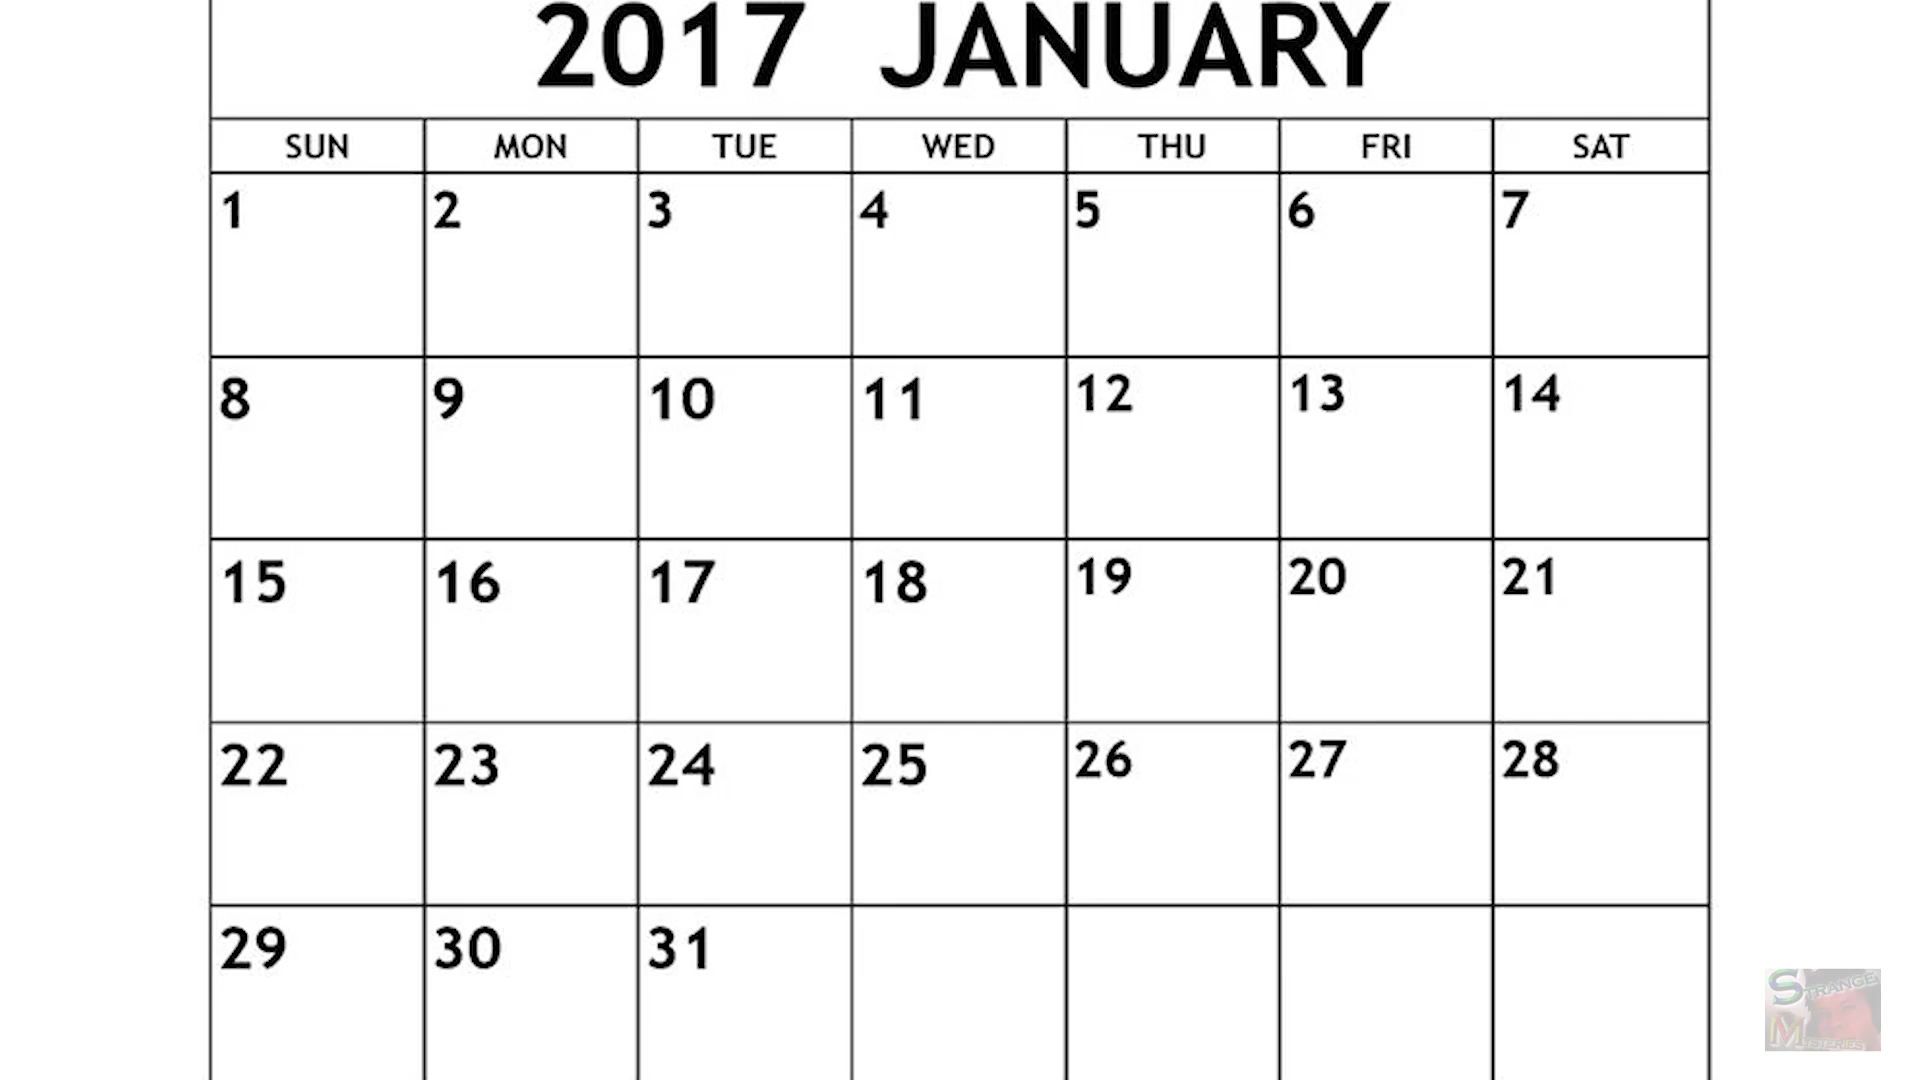 2017 JANUARY
SUN MON TUE WED THU FRI SAT
1 2 3 4 5 6 7
8 9 10 11 12 13 14
15 16 17 18 19 20 21
22 23 24 25 26 27 28
29 30 31
STRANGE
MYSTERIES